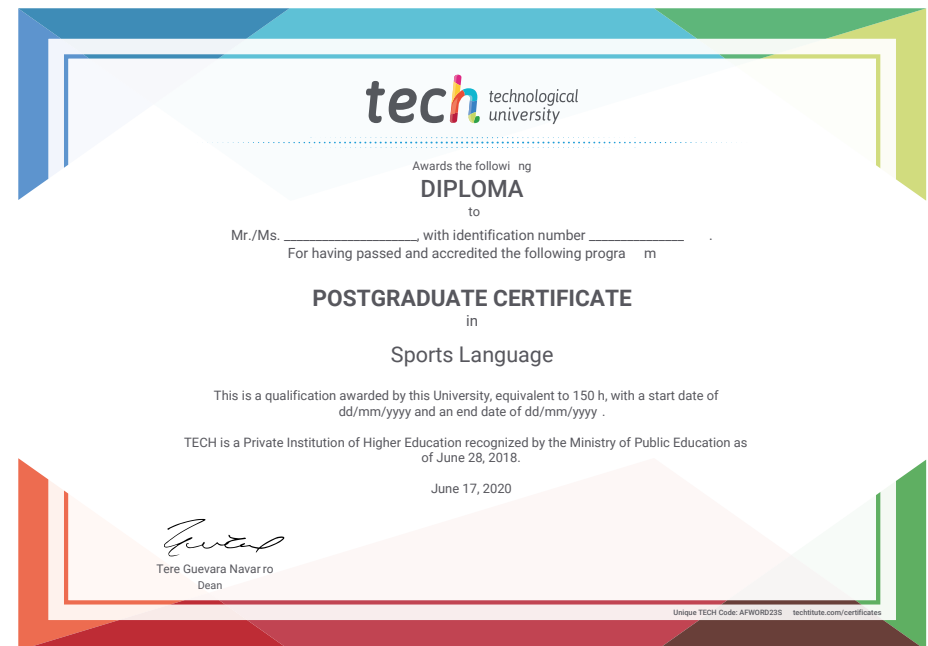 tech technological
university
Awards the followi ng
DIPLOMA
to
Mr./Ms. ____________________, with identification number ______________ .
For having passed and accredited the following progra m
POSTGRADUATE CERTIFICATE
in
Sports Language
This is a qualification awarded by this University, equivalent to 150 h, with a start date of
dd/mm/yyyy and an end date of dd/mm/yyyy .
TECH is a Private Institution of Higher Education recognized by the Ministry of Public Education as
of June 28, 2018.
June 17, 2020
Tere Guevara Navar ro
Dean
Unique TECH Code: AFWORD23S techtitute.com/certificates